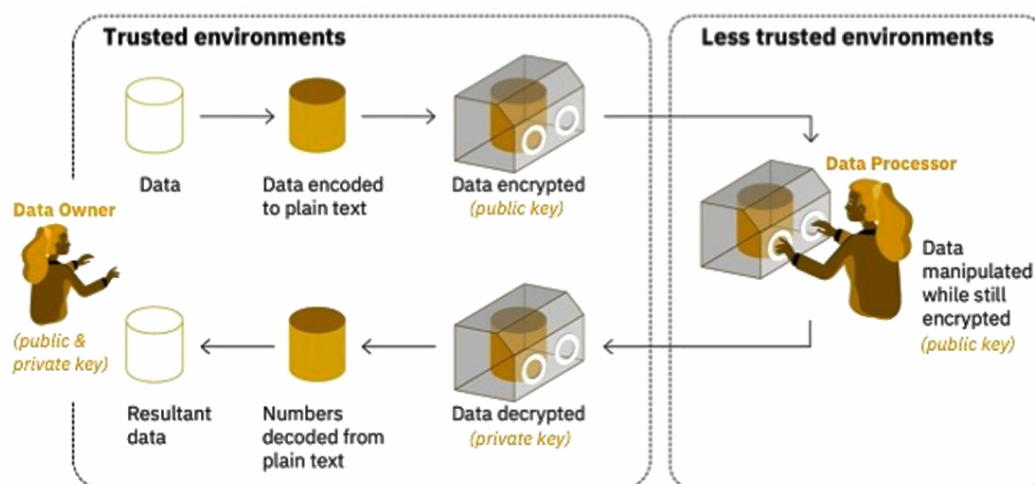 Trusted environments
Less trusted environments
Data
Data encoded
to plain text
Data encrypted
(public key)
Data Processor
Data Owner
(public &
private key)
Data
manipulated
while still
encrypted
(public key)
Resultant
data
Numbers
decoded from
plain text
Data decrypted
(private key)